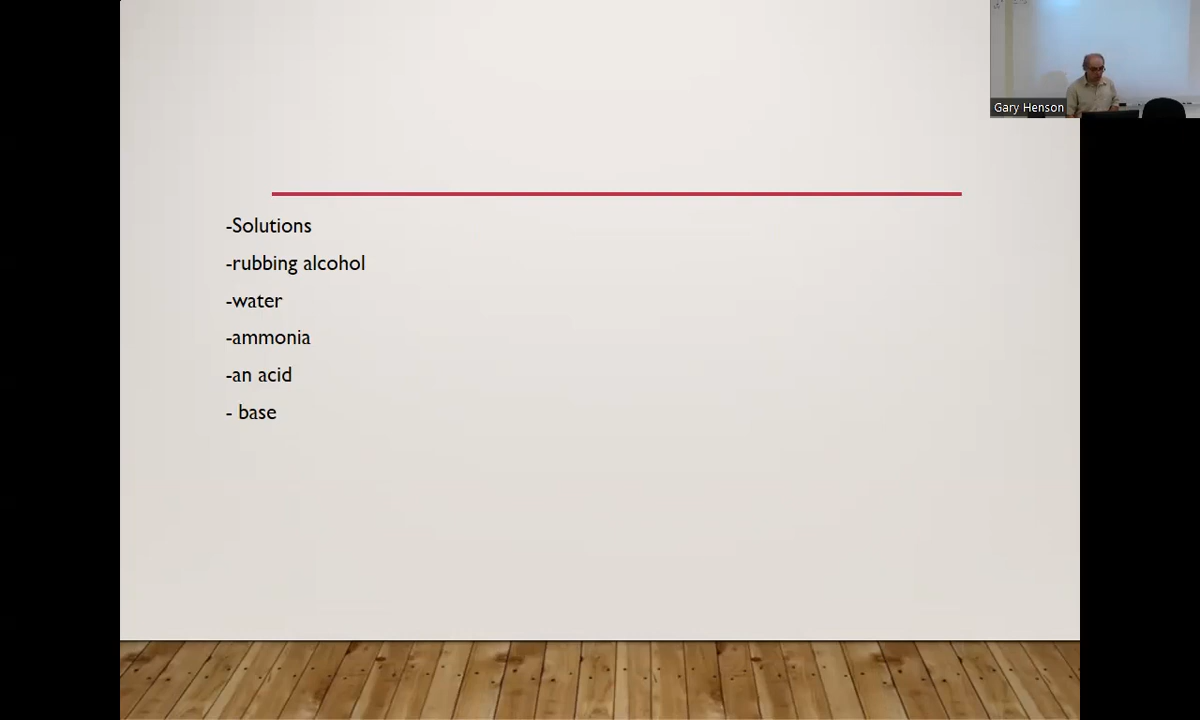 Gary Henson
-Solutions
-rubbing alcohol
-water
-ammonia
-an acid
- base